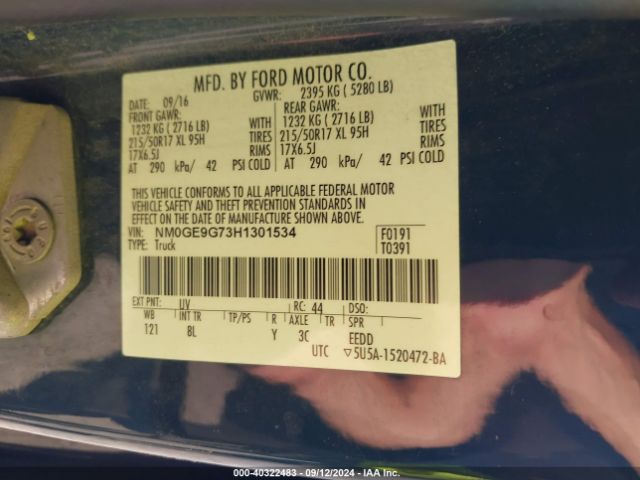 MFD. BY FORD MOTOR CO.
DATE: 09/16 GVWR: 2395 KG ( 5280 LB)
FRONT GAWR: REAR GAWR:
1232 KG ( 2716 LB) WITH 1232 KG ( 2716 LB) WITH
215/50R17 XL 95H TIRES 215/50R17 XL 95H TIRES
17X6.5J RIMS 17X6.5J RIMS
AT 290 kPa/ 42 PSI COLD AT 290 kPa/ 42 PSI COLD
THIS VEHICLE CONFORMS TO ALL APPLICABLE FEDERAL MOTOR
VEHICLE SAFETY AND THEFT PREVENTION STANDARDS IN
EFFECT ON THE DATE OF MANUFACTURE SHOWN ABOVE.
VIN: NM0GE9G73H1301534 F0191
TYPE: Truck T0391
EXT PNT: UV RC: 44 DSO:
WB INT TR TP/PS R AXLE TR SPR
121 8L Y 3C EEDD
UTC ▽5U5A-1520472-BA
000-40322483 - 09/12/2024 - IAA Inc.